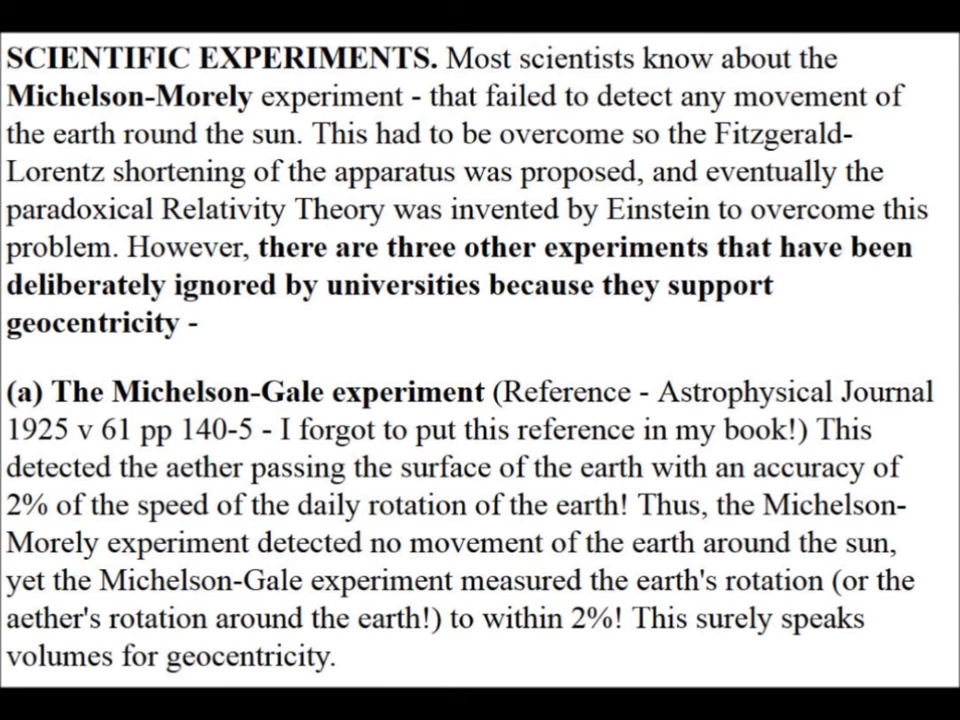 SCIENTIFIC EXPERIMENTS. Most scientists know about the
Michelson-Morely experiment - that failed to detect any movement of
the earth round the sun. This had to be overcome so the Fitzgerald-
Lorentz shortening of the apparatus was proposed, and eventually the
paradoxical Relativity Theory was invented by Einstein to overcome this
problem. However, there are three other experiments that have been
deliberately ignored by universities because they support
geocentricity -
(a) The Michelson-Gale experiment (Reference - Astrophysical Journal
1925 v 61 pp 140-5 - I forgot to put this reference in my book!) This
detected the aether passing the surface of the earth with an accuracy of
2% of the speed of the daily rotation of the earth! Thus, the Michelson-
Morely experiment detected no movement of the earth around the sun,
yet the Michelson-Gale experiment measured the earth's rotation (or the
aether's rotation around the earth!) to within 2%! This surely speaks
volumes for geocentricity.